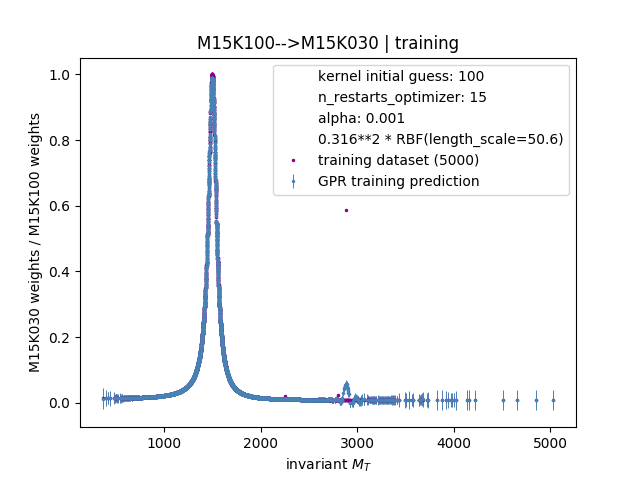 M15K100-->M15K030 | training
kernel initial guess: 100
n_restarts_optimizer: 15
alpha: 0.001
0.316**2 * RBF(length_scale=50.6)
training dataset (5000)
GPR training prediction
M15K030 weights / M15K100 weights
1.0
0.8
0.6
0.4
0.2
0.0
1000 2000 3000 4000 5000
invariant M_T